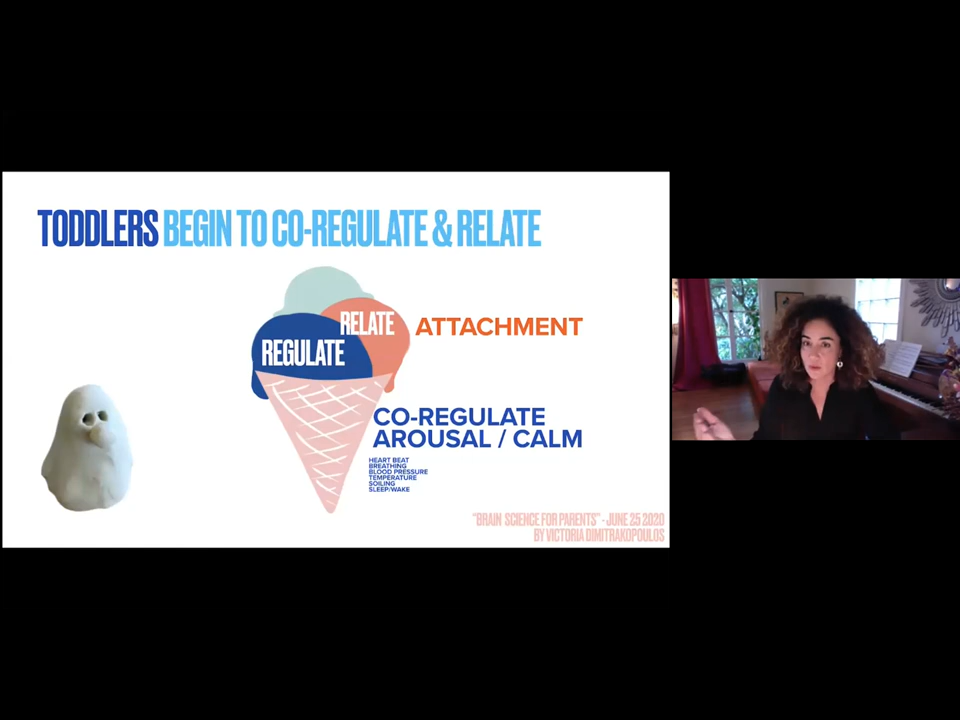 TODDLERS BEGIN TO CO-REGULATE & RELATE
RELATE
REGULATE
ATTACHMENT
CO-REGULATE
AROUSAL / CALM
HEART BEAT
BREATHING
BLOOD PRESSURE
TEMPERATURE
SOILING
SLEEP/WAKE
"BRAIN SCIENCE FOR PARENTS" - JUNE 25 2020
BY VICTORIA DIMITRAKOPOULOS